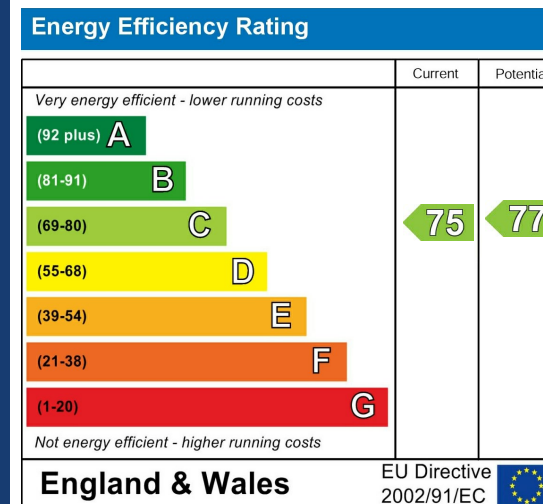 Energy Efficiency Rating
Current Potentia
Very energy efficient - lower running costs
(92 plus) A
(81-91) B
(69-80) C 75 77
(55-68) D
(39-54) E
(21-38) F
(1-20) G
Not energy efficient - higher running costs
England & Wales
EU Directive
2002/91/EC